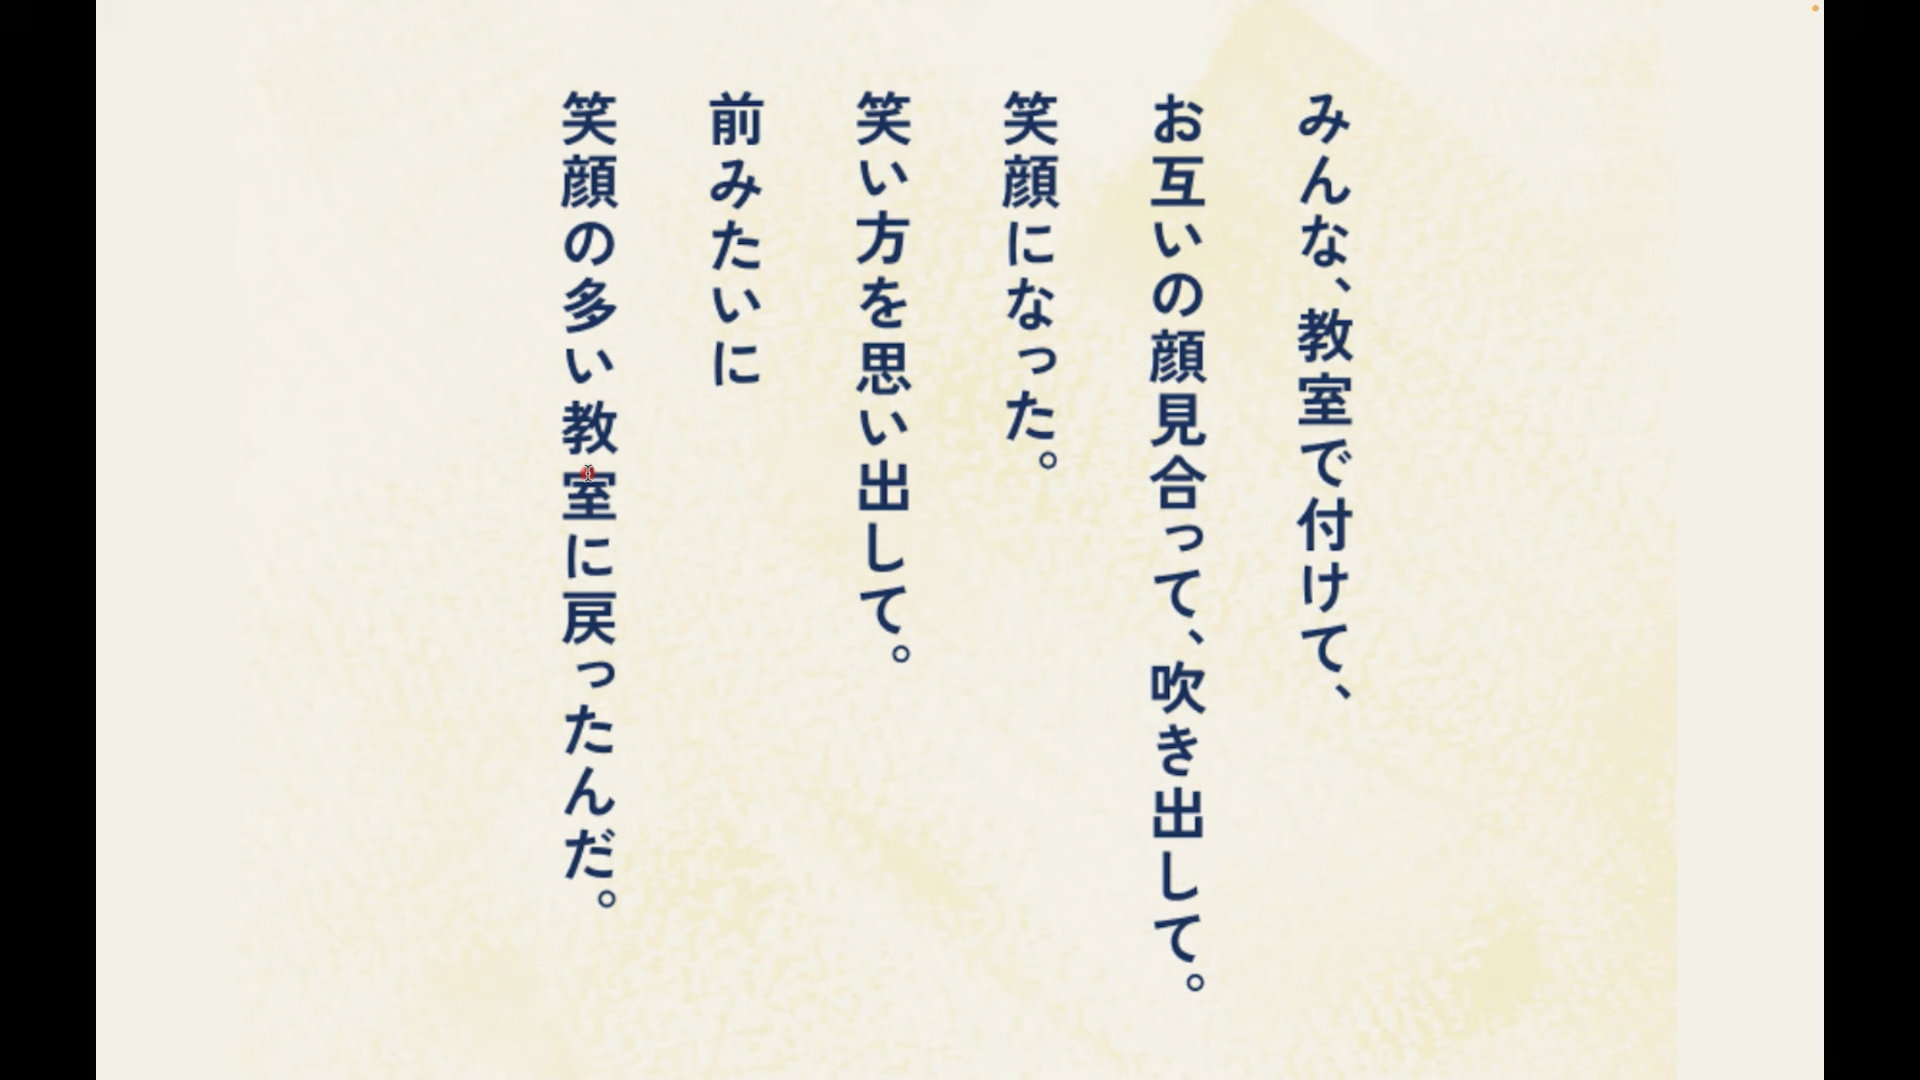 みんな、教室で付けて、
お互いの顔見合って、吹き出して。
笑顔になった。
笑い方を思い出して。
前みたいに
笑顔の多い教室に戻ったんだ。